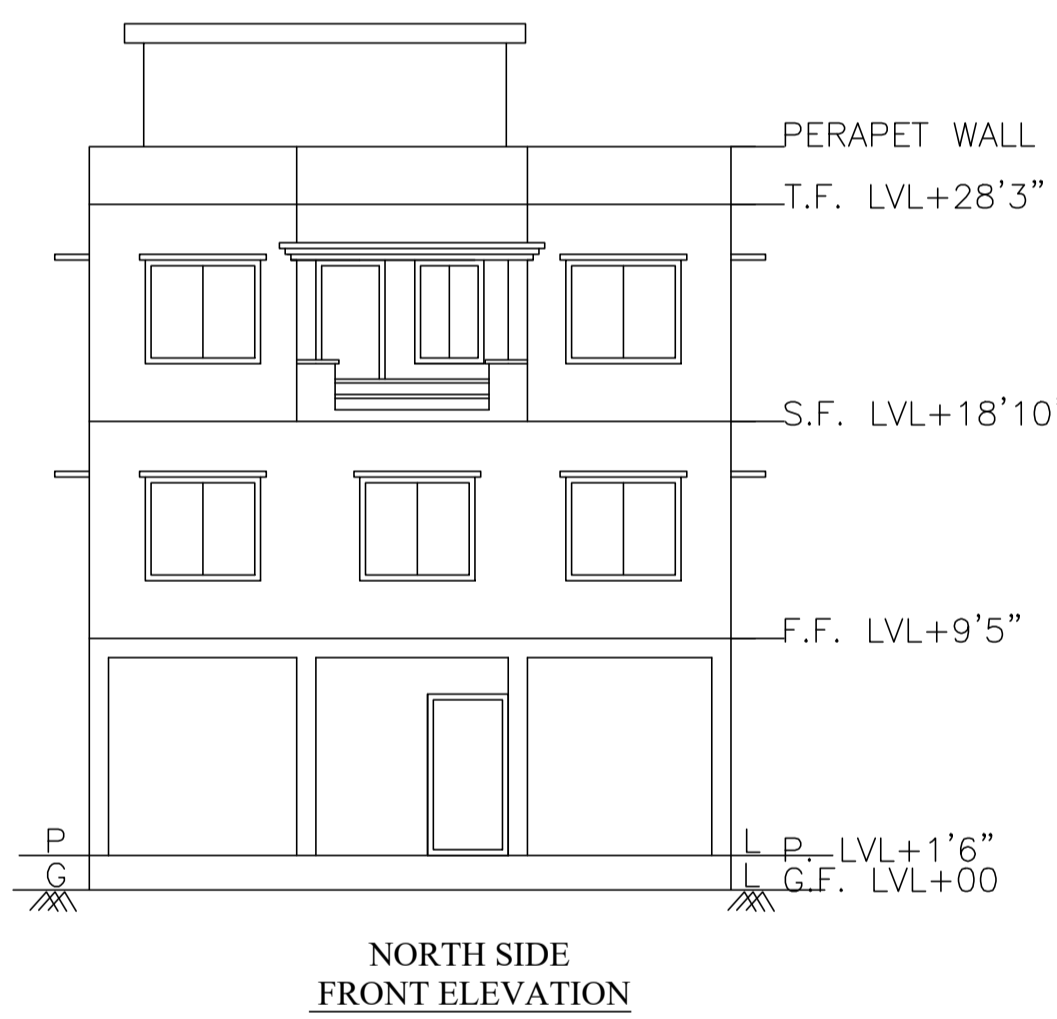 PERAPET WALL
T.F. LVL+28'3"
S.F. LVL+18'10
F.F. LVL+9'5"
P L P. LVL+1'6"
G L G.F. LVL+00
NORTH SIDE
FRONT ELEVATION